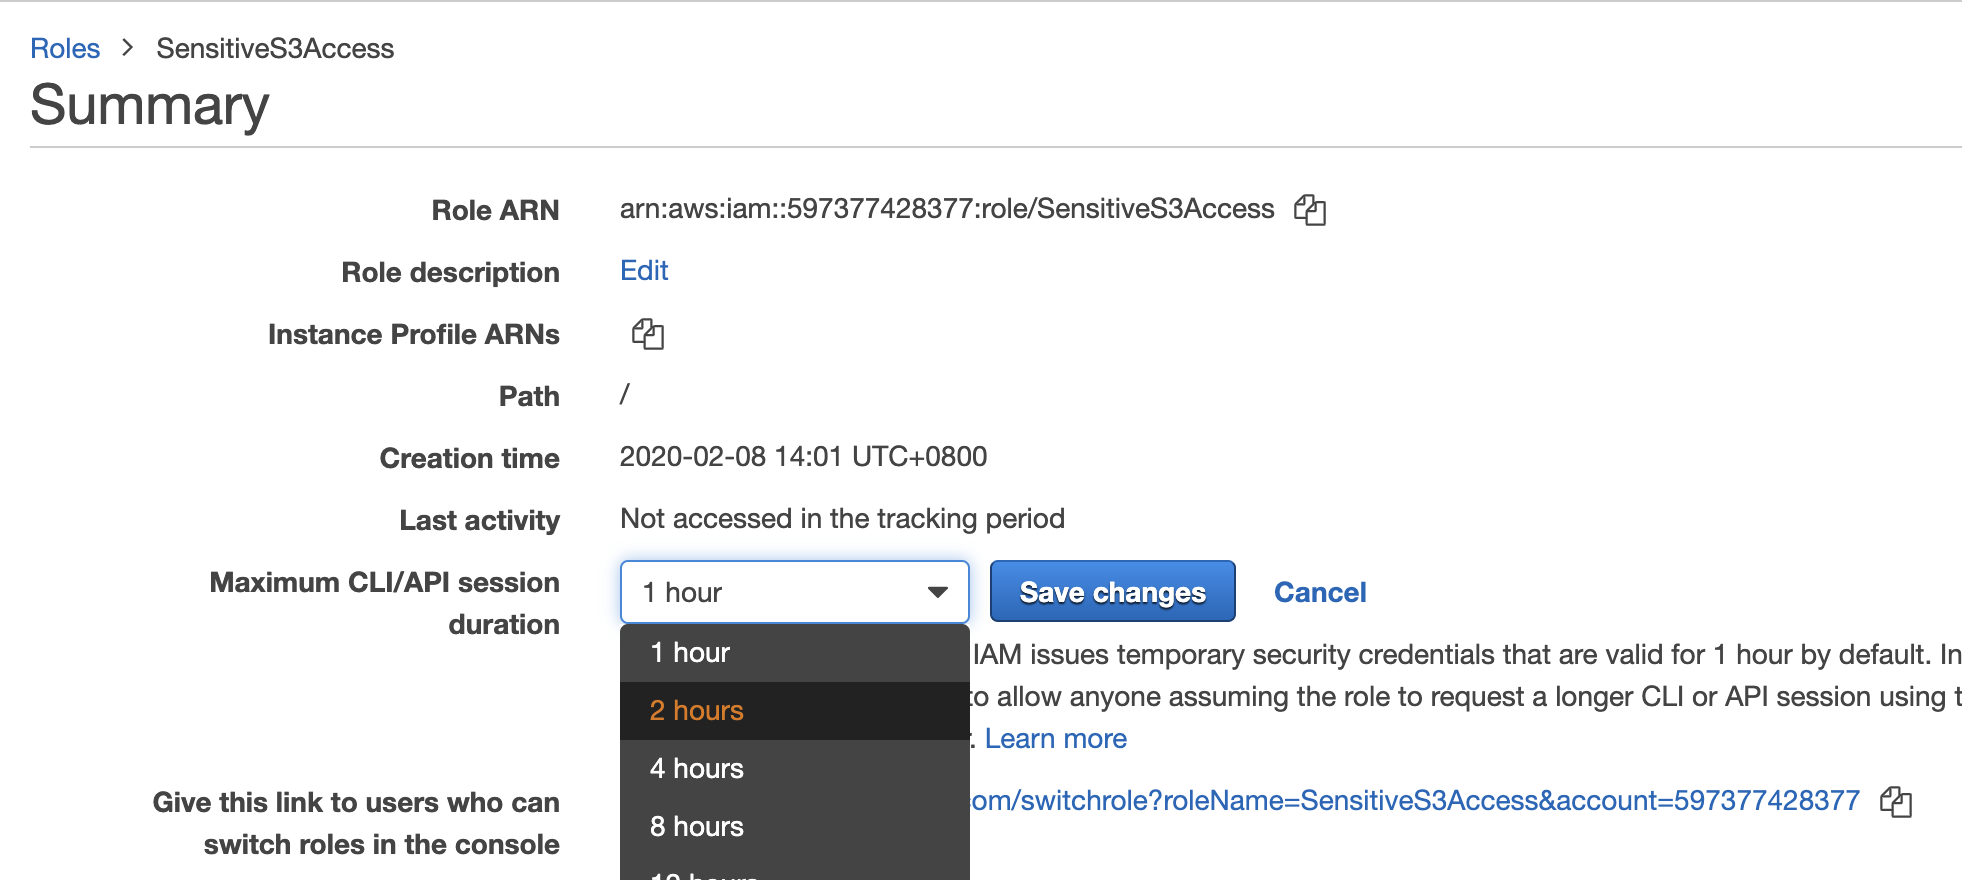 Roles > SensitiveS3Access
Summary
Role ARN arn:aws:iam::597377428377:role/SensitiveS3Access
Role description Edit
Instance Profile ARNs
Path /
Creation time 2020-02-08 14:01 UTC+0800
Last activity Not accessed in the tracking period
Maximum CLI/API session duration 1 hour Save changes Cancel
1 hour
2 hours
4 hours
8 hours
IAM issues temporary security credentials that are valid for 1 hour by default. In
to allow anyone assuming the role to request a longer CLI or API session using
. Learn more
Give this link to users who can
switch roles in the console
om/switchrole?roleName=SensitiveS3Access&account=597377428377